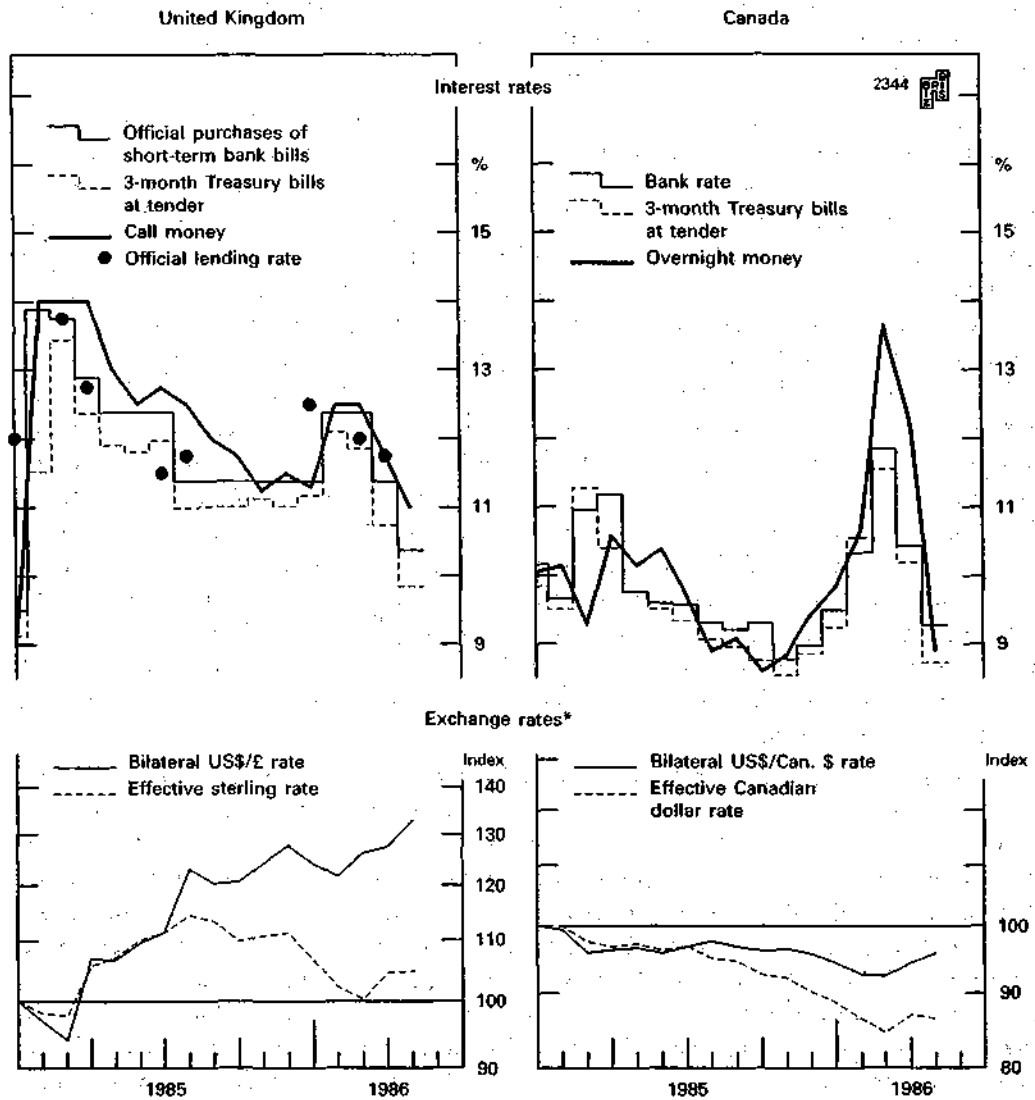 United Kingdom
Canada
Interest rates
2344
Official purchases of
short-term bank bills
3-month Treasury bills
at tender
Call money
Official lending rate
%
15
13
11
9
Bank rate
3-month Treasury bills
at tender
Overnight money
%
15
13
11
9
Exchange rates*
Bilateral US$/£ rate
Effective sterling rate
Index
140
130
120
110
100
90
Bilateral US$/Can. $ rate
Effective Canadian
dollar rate
Index
100
90
80
1985
1986
1985
1986